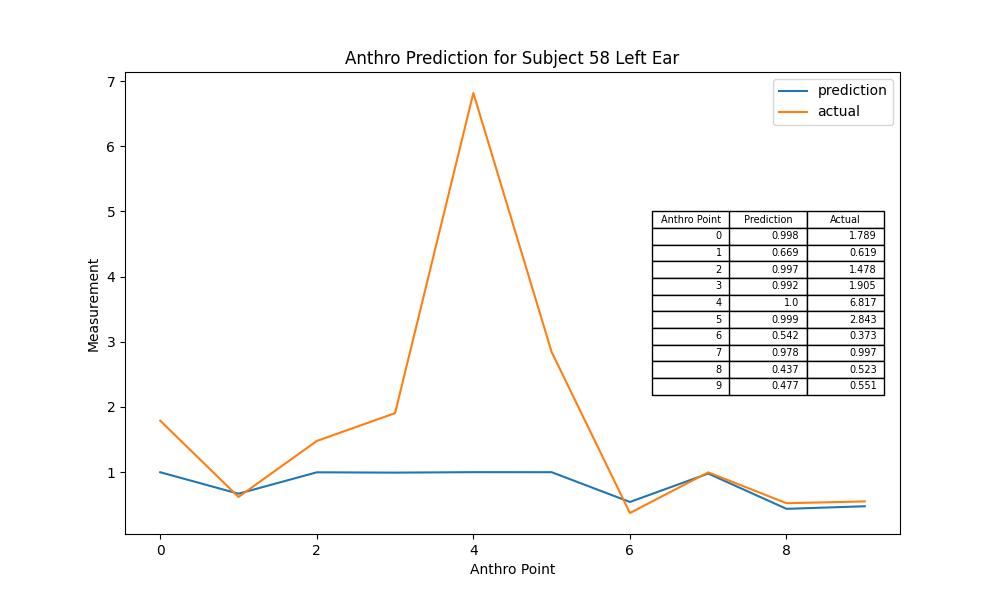 Anthro Prediction for Subject 58 Left Ear
prediction
actual
7
6
5
4
3
2
1
Measurement
Anthro Point Prediction Actual
0 0.998 1.789
1 0.669 0.619
2 0.997 1.478
3 0.992 1.905
4 1.0 6.817
5 0.999 2.843
6 0.542 0.373
7 0.978 0.997
8 0.437 0.523
9 0.477 0.551
0 2 4 6 8
Anthro Point